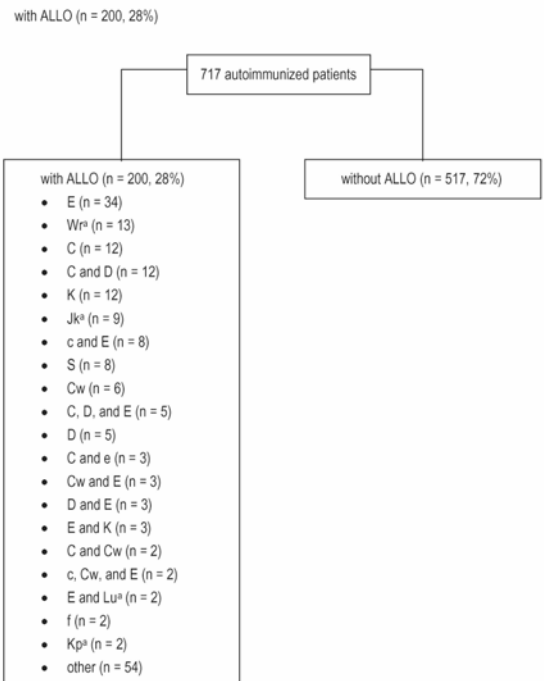 with ALLO (n = 200, 28%)
717 autoimmunized patients
with ALLO (n = 200, 28%)
• E (n = 34)
• Wrᵃ (n = 13)
• C (n = 12)
• C and D (n = 12)
• K (n = 12)
• Jkᵃ (n = 9)
• c and E (n = 8)
• S (n = 8)
• Cw (n = 6)
• C, D, and E (n = 5)
• D (n = 5)
• C and e (n = 3)
• Cw and E (n = 3)
• D and E (n = 3)
• E and K (n = 3)
• C and Cw (n = 2)
• c, Cw, and E (n = 2)
• E and Luᵃ (n = 2)
• f (n = 2)
• Kpᵃ (n = 2)
• other (n = 54)
without ALLO (n = 517, 72%)